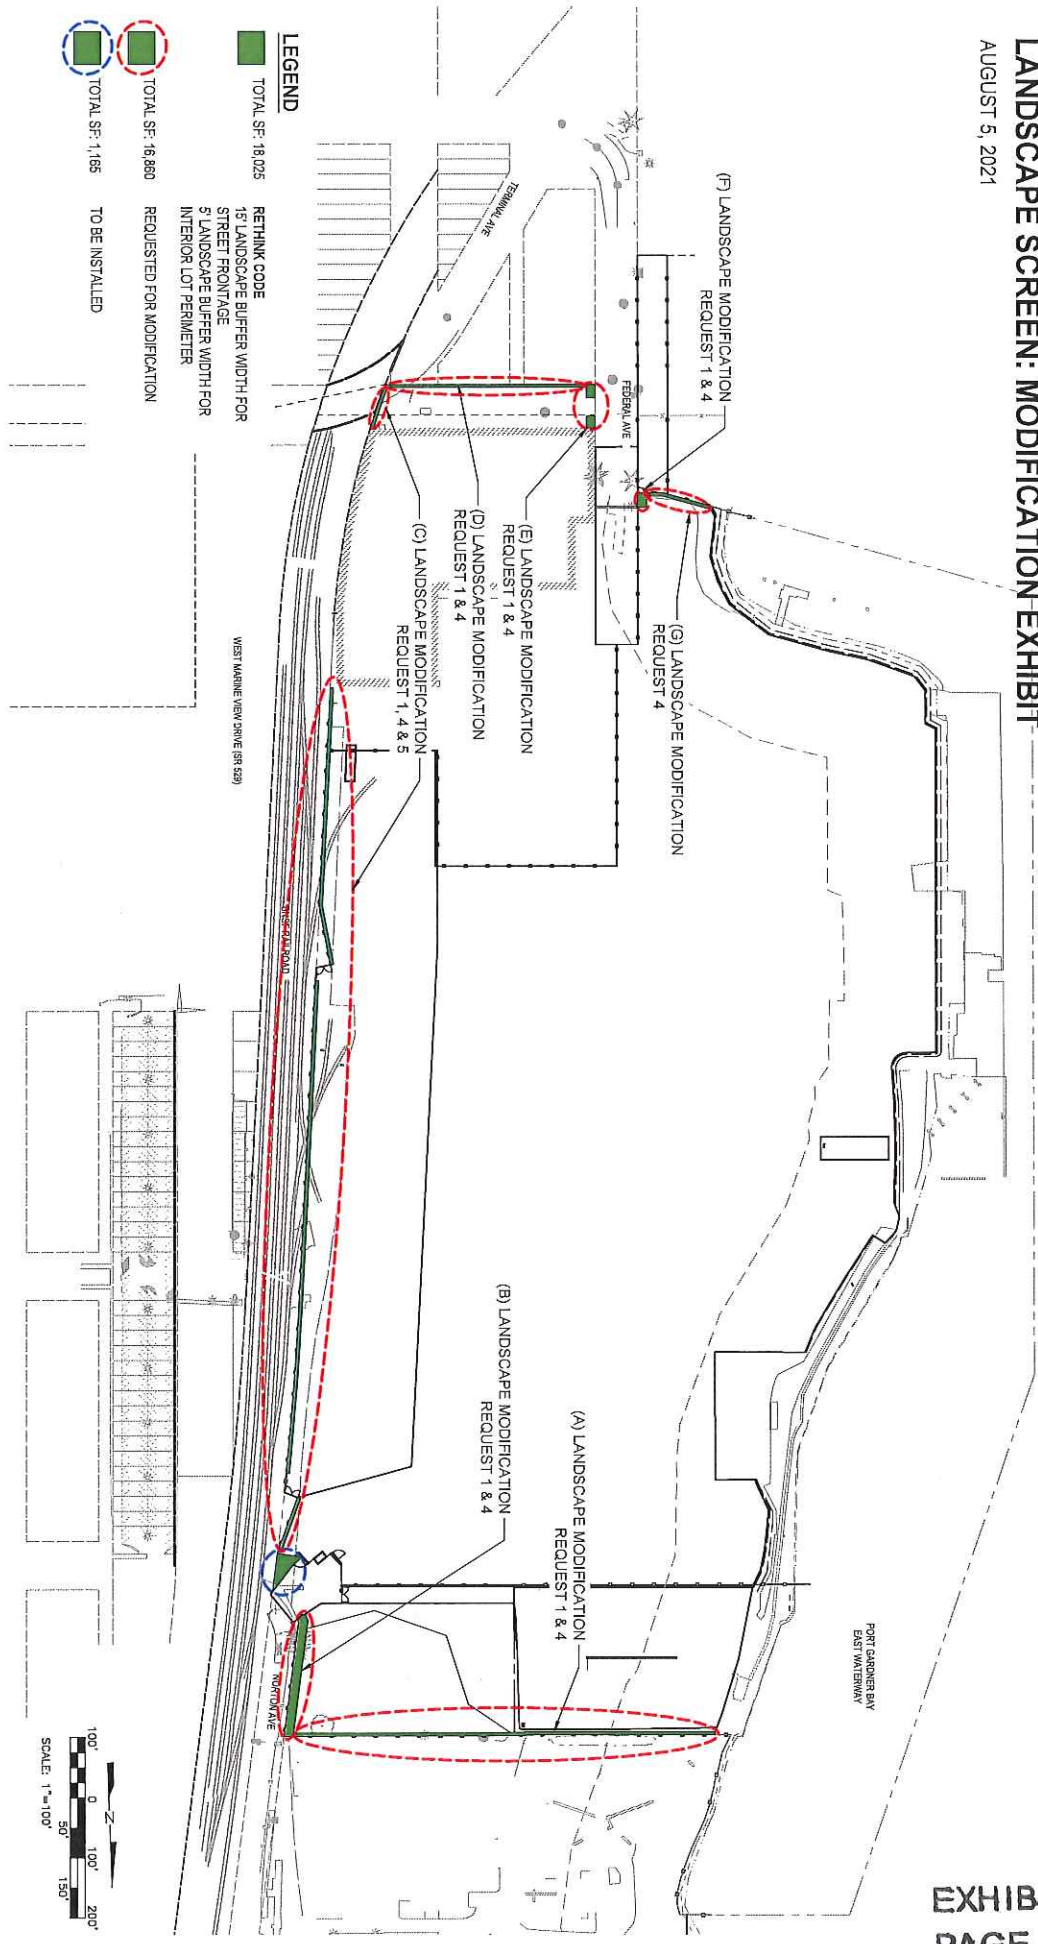 LANDSCAPE SCREEN: MODIFICATION EXHIBIT
AUGUST 5, 2021
LEGEND
TOTAL SF: 18,025
RETHINK CODE
15' LANDSCAPE BUFFER WIDTH FOR
STREET FRONTAGE
5' LANDSCAPE BUFFER WIDTH FOR
INTERIOR LOT PERIMETER
TOTAL SF: 16,860
REQUESTED FOR MODIFICATION
TOTAL SF: 1,165
TO BE INSTALLED
(F) LANDSCAPE MODIFICATION
REQUEST 1 & 4
TERMINAL AVE
FEDERAL AVE
(G) LANDSCAPE MODIFICATION
REQUEST 4
(E) LANDSCAPE MODIFICATION
REQUEST 1 & 4
(D) LANDSCAPE MODIFICATION
REQUEST 1 & 4
(C) LANDSCAPE MODIFICATION
REQUEST 1, 4 & 5
WEST MARINE VIEW DRIVE (SR 529)
BNSF RAILROAD
(B) LANDSCAPE MODIFICATION
REQUEST 1 & 4
(A) LANDSCAPE MODIFICATION
REQUEST 1 & 4
PORT GARDNER BAY
EAST WATERWAY
NORTON AVE
N
100' 0 50' 100' 150' 200'
SCALE: 1"=100'
EXHIB
PAGE